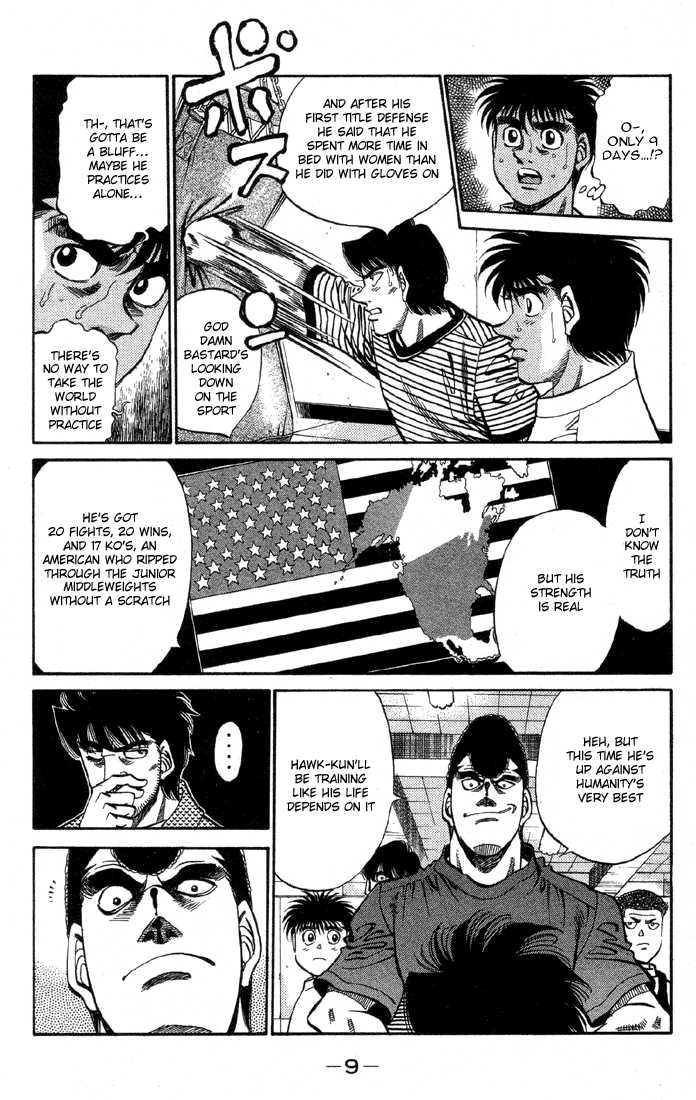 O-,
ONLY 9
DAYS...!?
AND AFTER HIS
FIRST TITLE DEFENSE
HE SAID THAT HE
SPENT MORE TIME IN
BED WITH WOMEN THAN
HE DID WITH GLOVES ON
ボ
ス
ン
GOD
DAMN
BASTARD'S
LOOKING
DOWN
ON THE
SPORT
TH-, THAT'S
GOTTA
BE A
BLUFF...
MAYBE HE
PRACTICES
ALONE...
THERE'S
NO WAY TO
TAKE THE
WORLD
WITHOUT
PRACTICE
I
DON'T
KNOW
THE
TRUTH
BUT HIS
STRENGTH
IS REAL
HE'S GOT
20 FIGHTS, 20 WINS,
AND 17 KO'S, AN
AMERICAN WHO RIPPED
THROUGH THE JUNIOR
MIDDLEWEIGHTS
WITHOUT A SCRATCH
HEH, BUT
THIS TIME HE'S
UP AGAINST
HUMANITY'S
VERY BEST
HAWK-KUN'LL
BE TRAINING
LIKE HIS LIFE
DEPENDS ON IT
....
-9-